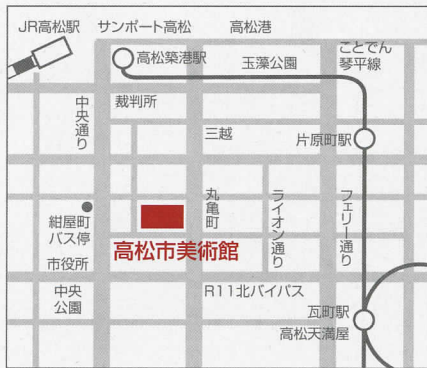 JR高松駅
サンポート高松
高松港
高松築港駅
玉藻公園
ことでん
琴平線
中央通り
裁判所
三越
片原町駅
紺屋町
バス停
丸亀町
ライオン通り
フェリー通り
高松市美術館
市役所
中央
公園
R11北バイパス
瓦町駅
高松天満屋